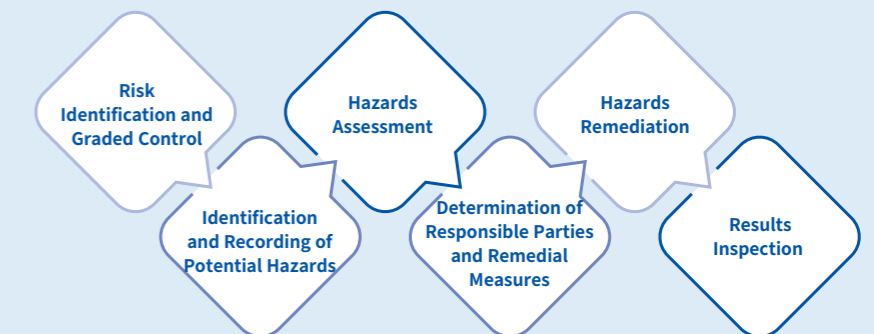 Risk
Identification and
Graded Control
Identification
and Recording of
Potential Hazards
Hazards
Assessment
Determination of
Responsible Parties
and Remedial
Measures
Hazards
Remediation
Results
Inspection